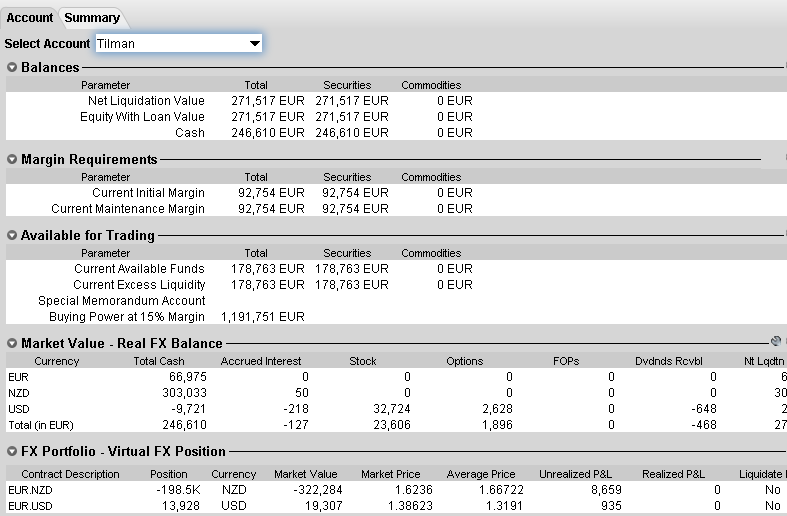 Account Summary
Select Account Tilman
Balances
Parameter Total Securities Commodities
Net Liquidation Value 271,517 EUR 271,517 EUR 0 EUR
Equity With Loan Value 271,517 EUR 271,517 EUR 0 EUR
Cash 246,610 EUR 246,610 EUR 0 EUR
Margin Requirements
Parameter Total Securities Commodities
Current Initial Margin 92,754 EUR 92,754 EUR 0 EUR
Current Maintenance Margin 92,754 EUR 92,754 EUR 0 EUR
Available for Trading
Parameter Total Securities Commodities
Current Available Funds 178,763 EUR 178,763 EUR 0 EUR
Current Excess Liquidity 178,763 EUR 178,763 EUR 0 EUR
Special Memorandum Account
Buying Power at 15% Margin 1,191,751 EUR
Market Value - Real FX Balance
Currency Total Cash Accrued Interest Stock Options FOPs Dvdnds Rcvbl Nt Lqdtn
EUR 66,975 0 0 0 0 0 6
NZD 303,033 50 0 0 0 0 30
USD -9,721 -218 32,724 2,628 0 -648 2
Total (in EUR) 246,610 -127 23,606 1,896 0 -468 27
FX Portfolio - Virtual FX Position
Contract Description Position Currency Market Value Market Price Average Price Unrealized P&L Realized P&L Liquidate
EUR.NZD -198.5K NZD -322,284 1.6236 1.66722 8,659 0 No
EUR.USD 13,928 USD 19,307 1.38623 1.3191 935 0 No